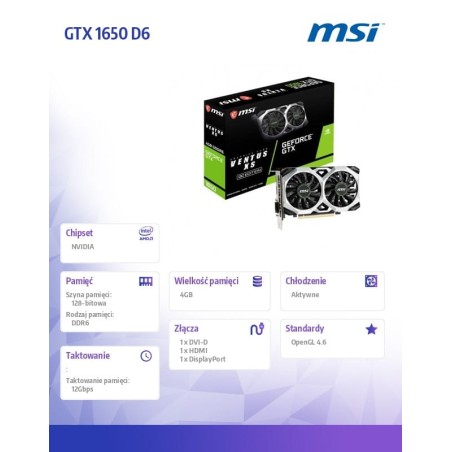 GTX 1650 D6
msi
msi
VENTUS
XS
GEFORCE
GTX
Chipset
intel
AMD
NVIDIA
Pamięć
Szyna pamięci:
128- bitowa
Rodzaj pamięci:
DDR6
Wielkość pamięci
4GB
Chłodzenie
Aktywne
Złącza
1 x DVI-D
1 x HDMI
1 x DisplayPort
Standardy
OpenGL 4.6
Taktowanie
:
Taktowanie pamięci:
12Gbps